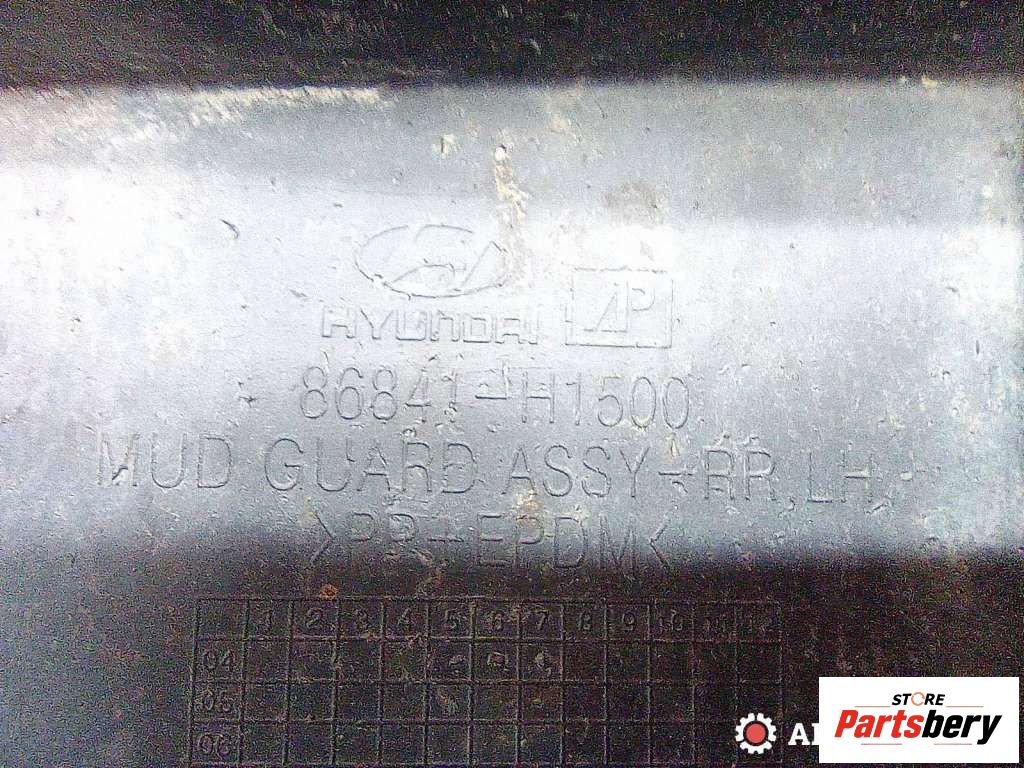 HYUNDAI AP
86841-H1500
MUD GUARD ASSY-RR,LH
>PP+EPDM<
1 2 3 4 5 6 7 8 9 10 11 12
04
05
06
STORE
Partsbery